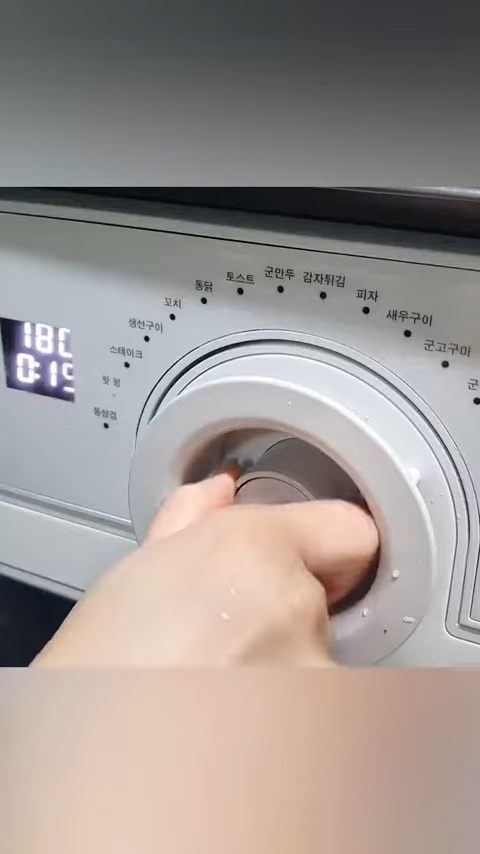 180
0:15
통삼겹
핫 윙
스테이크
생선구이
꼬치
통닭
토스트
군만두
감자튀김
피자
새우구이
군고구마
군